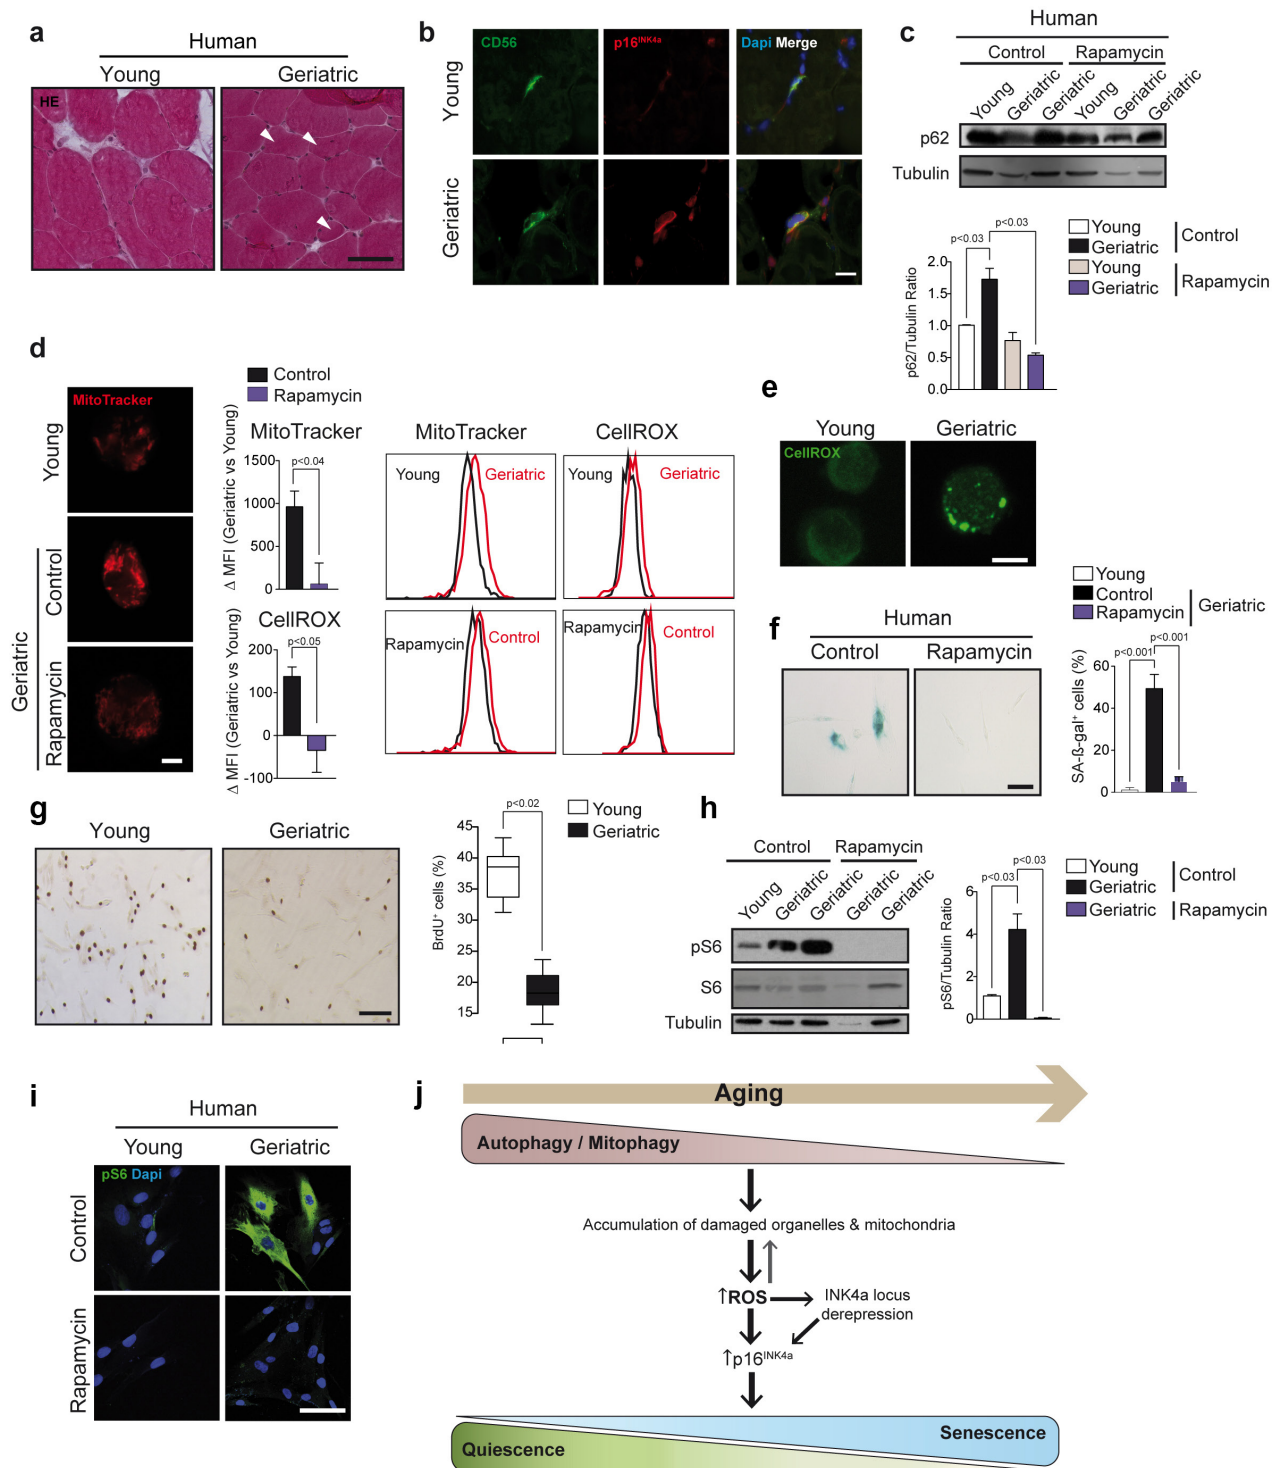 a
Human
Young
Geriatric
HE
b
CD56
p16INK4a
Dapi Merge
Young
Geriatric
c
Human
Control
Rapamycin
Young
Geriatric
Geriatric
Young
Geriatric
Geriatric
p62
Tubulin
Young
Geriatric
Control
Young
Geriatric
Rapamycin
p<0.03
p<0.03
p62/Tubulin Ratio
2.0
1.5
1.0
0.5
0.0
d
MitoTracker
Young
Geriatric
Control
Rapamycin
Control
Rapamycin
MitoTracker
Δ MFI (Geriatric vs Young)
1500
1000
500
0
p<0.04
CellROX
Δ MFI (Geriatric vs Young)
200
100
0
-100
p<0.05
MitoTracker
CellROX
Young
Geriatric
Young
Geriatric
Rapamycin
Control
Rapamycin
Control
e
Young
Geriatric
CellROX
f
Human
Control
Rapamycin
Young
Control
Rapamycin
Geriatric
p<0.001
p<0.001
SA-ß-gal+ cells (%)
60
40
20
0
g
Young
Geriatric
p<0.02
Young
Geriatric
BrdU+ cells (%)
45
40
35
30
20
15
h
Control
Rapamycin
Young
Geriatric
Geriatric
Geriatric
Geriatric
pS6
S6
Tubulin
Young
Geriatric
Control
Geriatric
Rapamycin
p<0.03
p<0.03
pS6/Tubulin Ratio
6
4
2
0
i
Human
Young
Geriatric
pS6 Dapi
Control
Rapamycin
j
Aging
Autophagy / Mitophagy
Accumulation of damaged organelles & mitochondria
↑ROS
INK4a locus
derepression
↑p16INK4a
Senescence
Quiescence